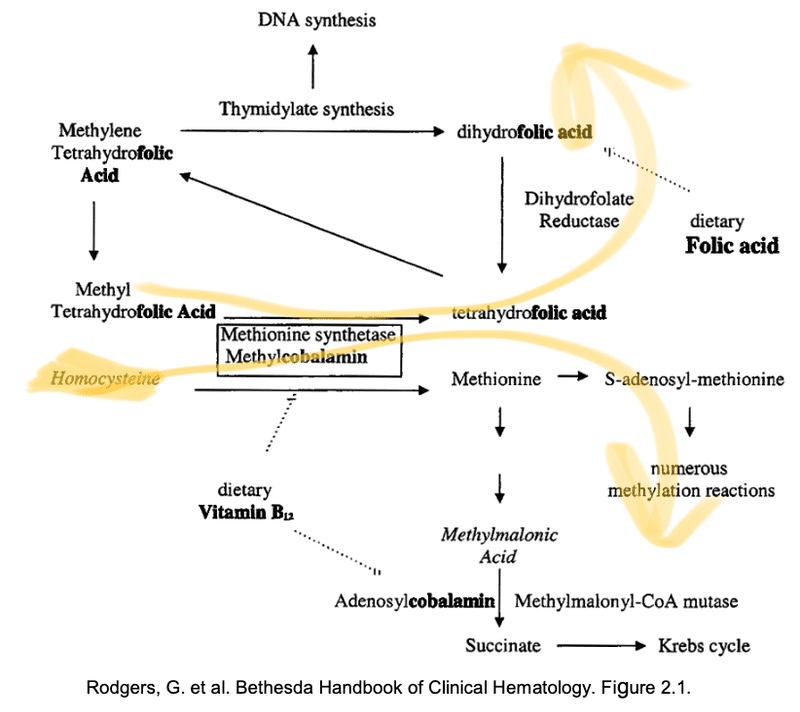 DNA synthesis
Thymidylate synthesis
Methylene
Tetrahydrofolic
Acid
dihydrofolic acid
Dihydrofolate
Reductase
dietary
Folic acid
Methyl
Tetrahydrofolic Acid
tetrahydrofolic acid
Methionine synthetase
Methylcobalamin
Homocysteine
Methionine
S-adenosyl-methionine
numerous
methylation reactions
dietary
Vitamin B₁₂
Methylmalonic
Acid
Adenosylcobalamin
Methylmalonyl-CoA mutase
Succinate
Krebs cycle
Rodgers, G. et al. Bethesda Handbook of Clinical Hematology. Figure 2.1.